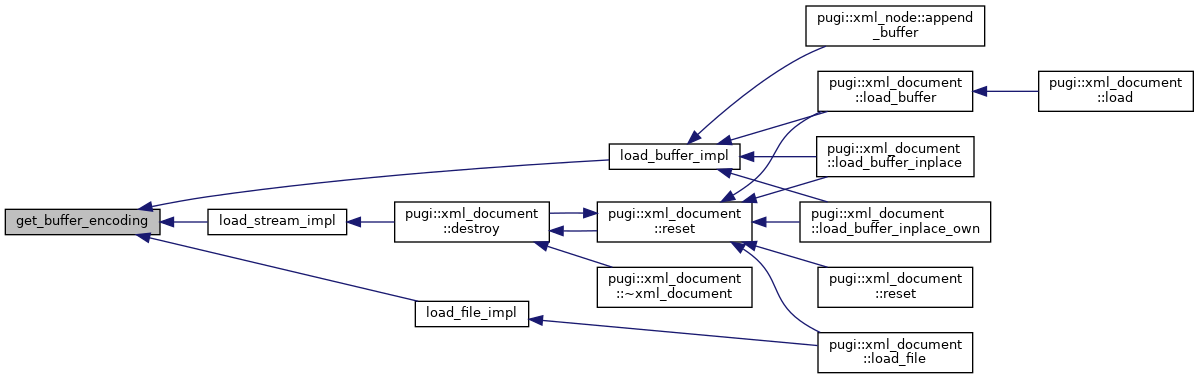 pugi::xml_node::append
_buffer
pugi::xml_document
::load_buffer
pugi::xml_document
::load
load_buffer_impl
pugi::xml_document
::load_buffer_inplace
get_buffer_encoding
load_stream_impl
pugi::xml_document
::destroy
pugi::xml_document
::reset
pugi::xml_document
::load_buffer_inplace_own
pugi::xml_document
::~xml_document
pugi::xml_document
::reset
load_file_impl
pugi::xml_document
::load_file